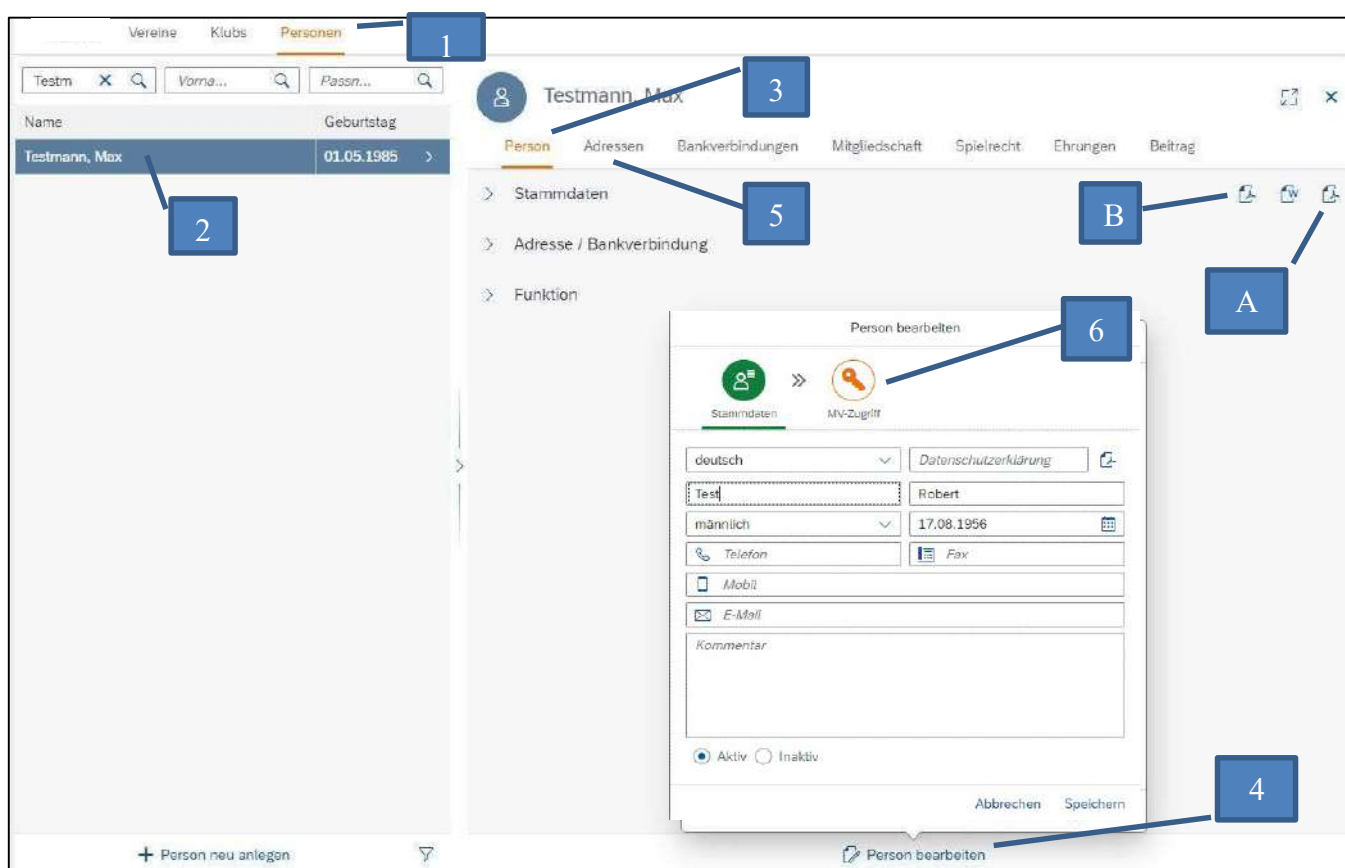 Vereine Klubs Personen
1
Testm Vorna... Passn...
Name Geburtstag
Testmann, Max 01.05.1985
2
Testmann, Max
3
Person Adressen Bankverbindungen Mitgliedschaft Spielrecht Ehrungen Beitrag
5
Stammdaten
B
A
Adresse / Bankverbindung
Funktion
Person bearbeiten
6
Stammdaten MV-Zugriff
deutsch Datenschutzerklärung
Test Robert
männlich 17.08.1956
Telefon Fax
Mobil
E-Mail
Kommentar
Aktiv Inaktiv
Abbrechen Speichern
4
+ Person neu anlegen
Person bearbeiten